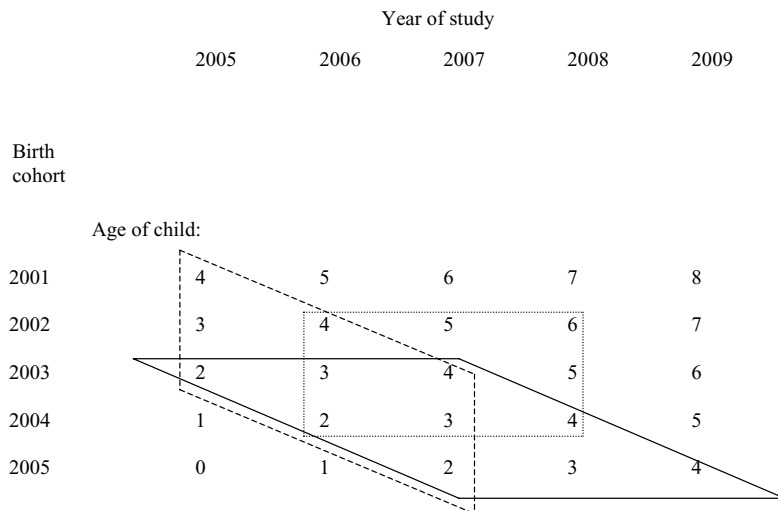 Year of study
2005 2006 2007 2008 2009
Birth
cohort
Age of child:
2001 4 5 6 7 8
2002 3 4 5 6 7
2003 2 3 4 5 6
2004 1 2 3 4 5
2005 0 1 2 3 4